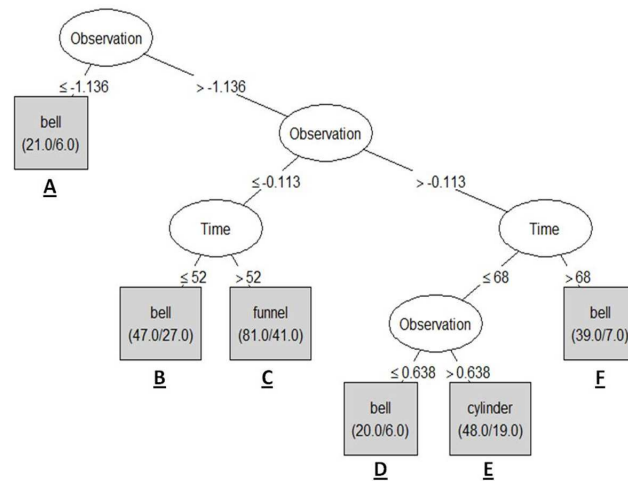 Observation
≤ -1.136
> -1.136
bell
(21.0/6.0)
A
Observation
≤ -0.113
> -0.113
Time
Time
≤ 52
> 52
≤ 68
> 68
bell
(47.0/27.0)
B
funnel
(81.0/41.0)
C
Observation
bell
(39.0/7.0)
F
≤ 0.638
> 0.638
bell
(20.0/6.0)
D
cylinder
(48.0/19.0)
E